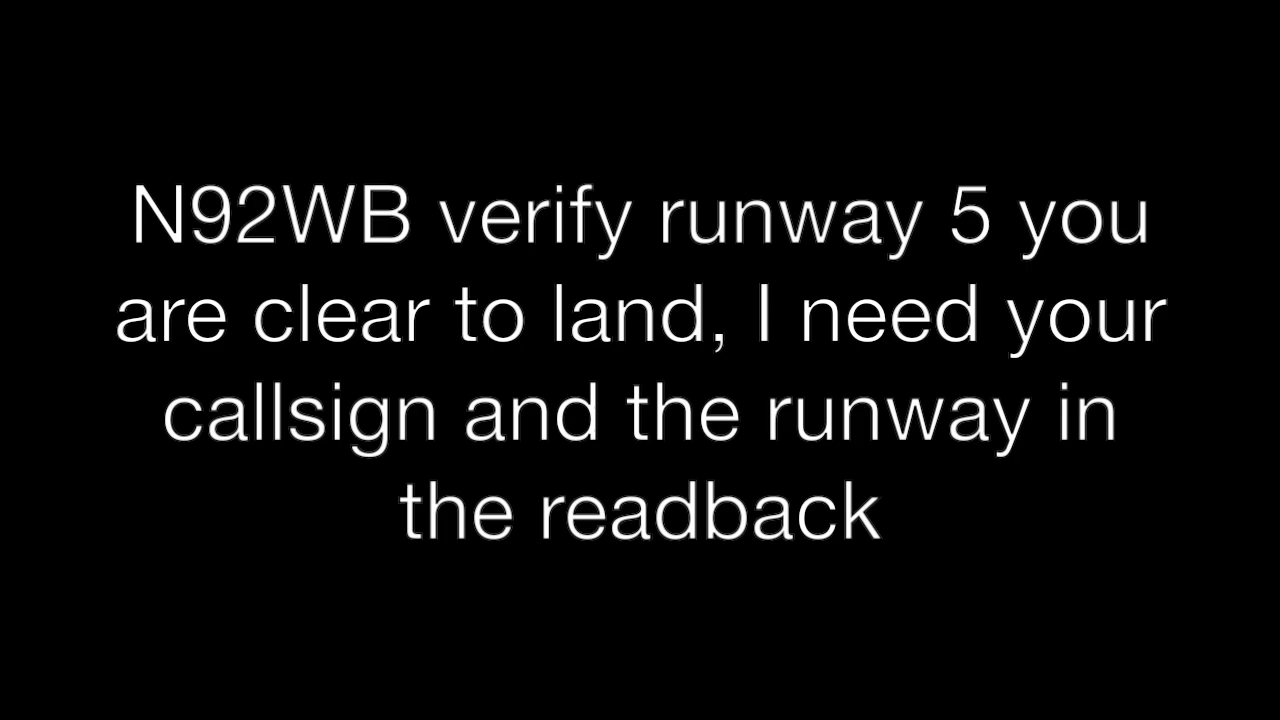 N92WB verify runway 5 you
are clear to land, I need your
callsign and the runway in
the readback